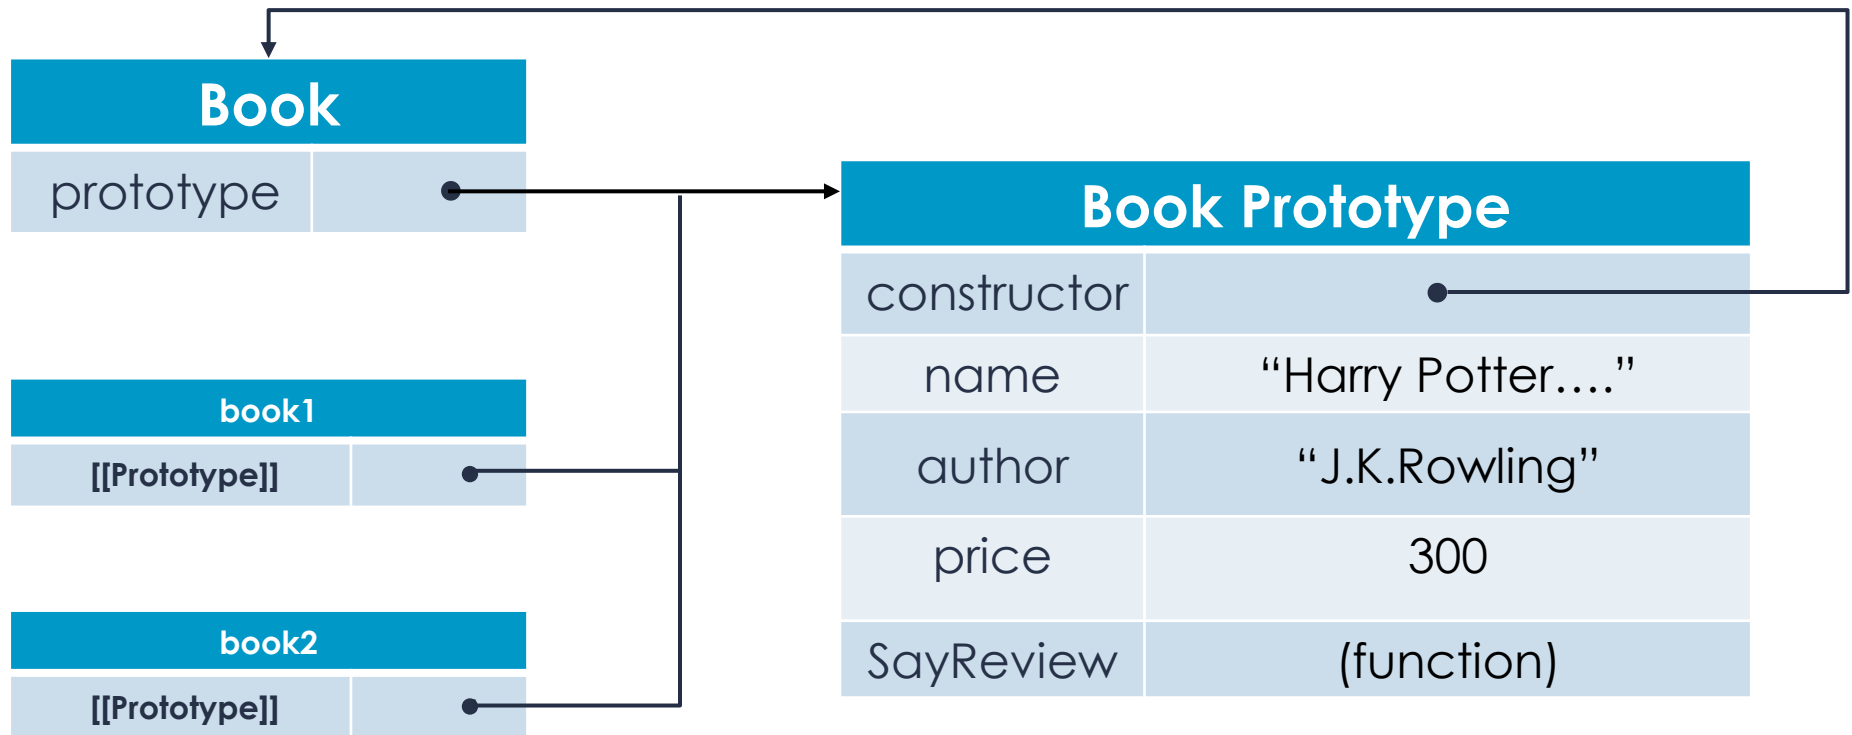 Book
prototype
Book Prototype
constructor
name “Harry Potter….”
author “J.K.Rowling”
price 300
SayReview (function)
book1
[[Prototype]]
book2
[[Prototype]]